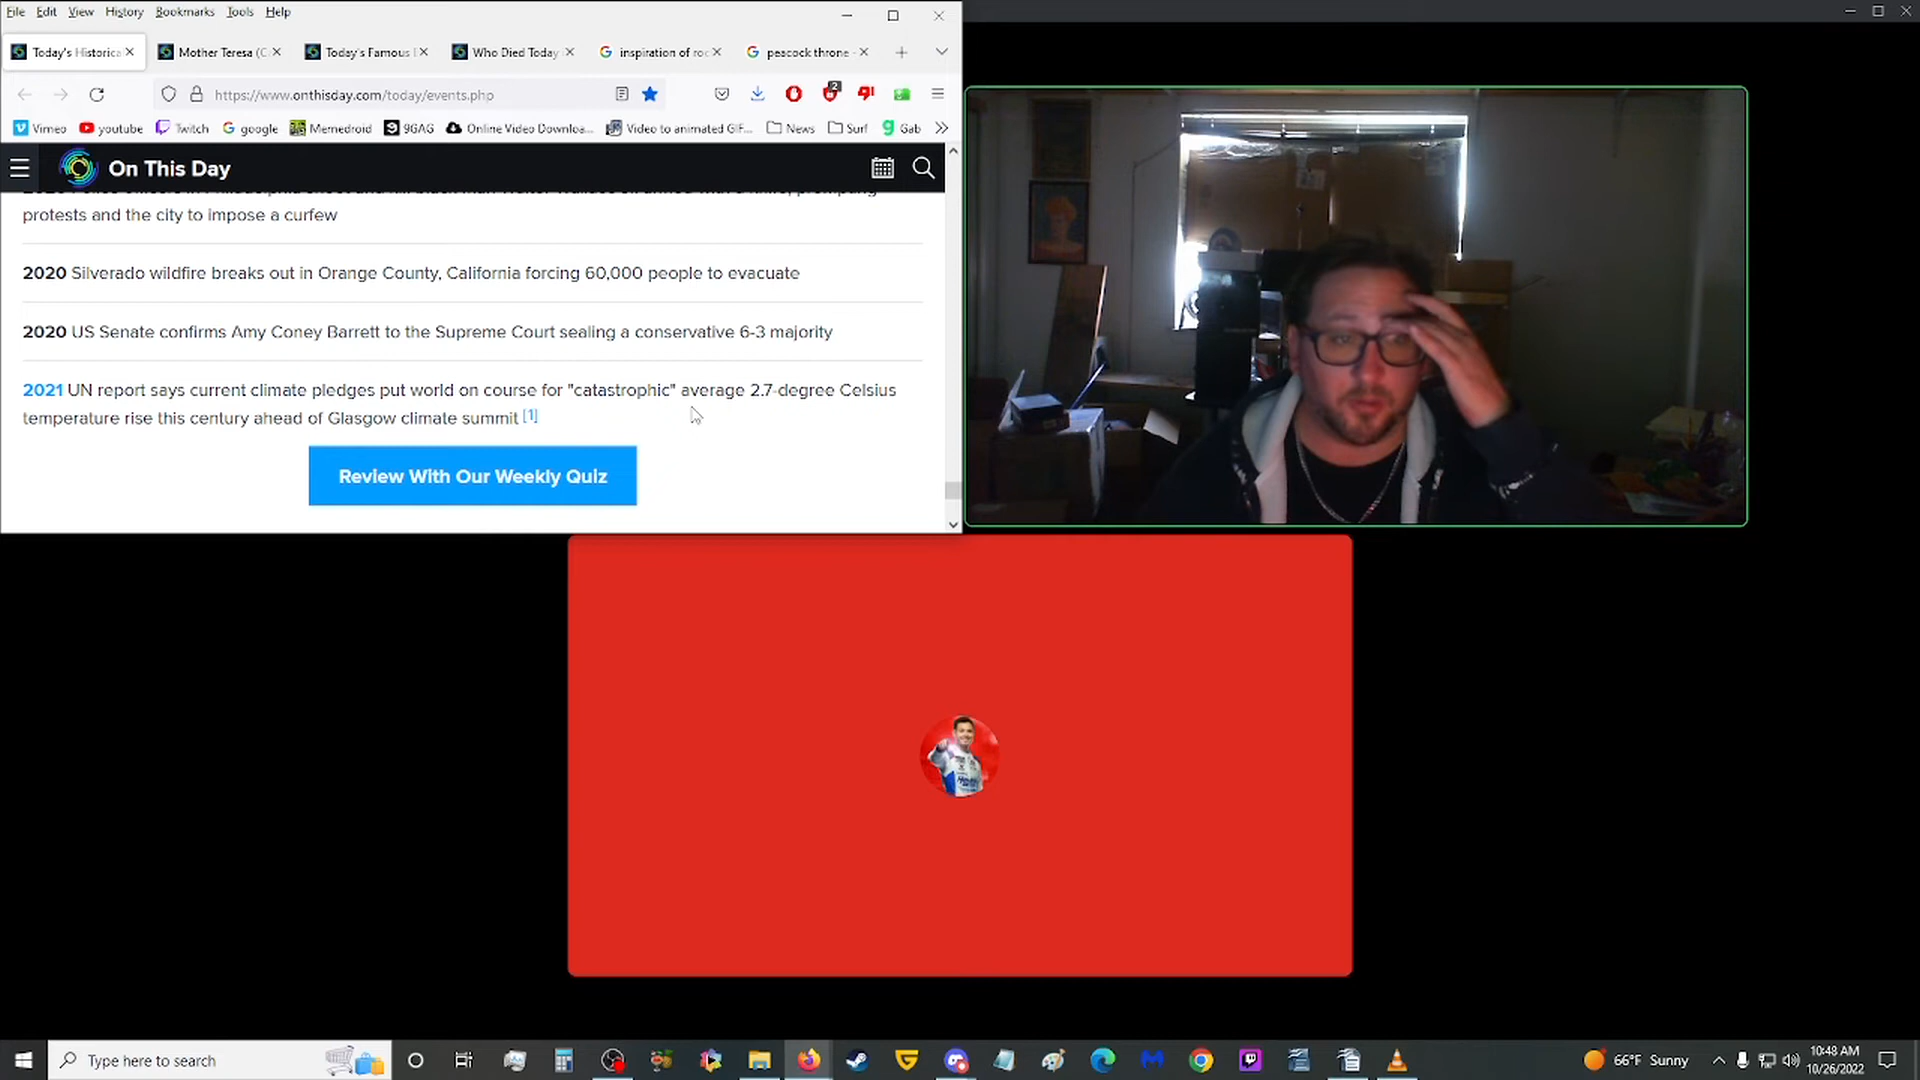 File Edit View History Bookmarks Tools Help
Today's Historica Mother Teresa (C Today's Famous Who Died Today inspiration of roc peacock throne -
https://www.onthisday.com/today/events.php
Vimeo youtube Twitch google Memedroid 9GAG Online Video Downloa... Video to animated GIF... News Surf Gab
On This Day
protests and the city to impose a curfew
2020 Silverado wildfire breaks out in Orange County, California forcing 60,000 people to evacuate
2020 US Senate confirms Amy Coney Barrett to the Supreme Court sealing a conservative 6-3 majority
2021 UN report says current climate pledges put world on course for "catastrophic" average 2.7-degree Celsius
temperature rise this century ahead of Glasgow climate summit [1]
Review With Our Weekly Quiz
Type here to search
66°F Sunny
10:48 AM
10/26/2022